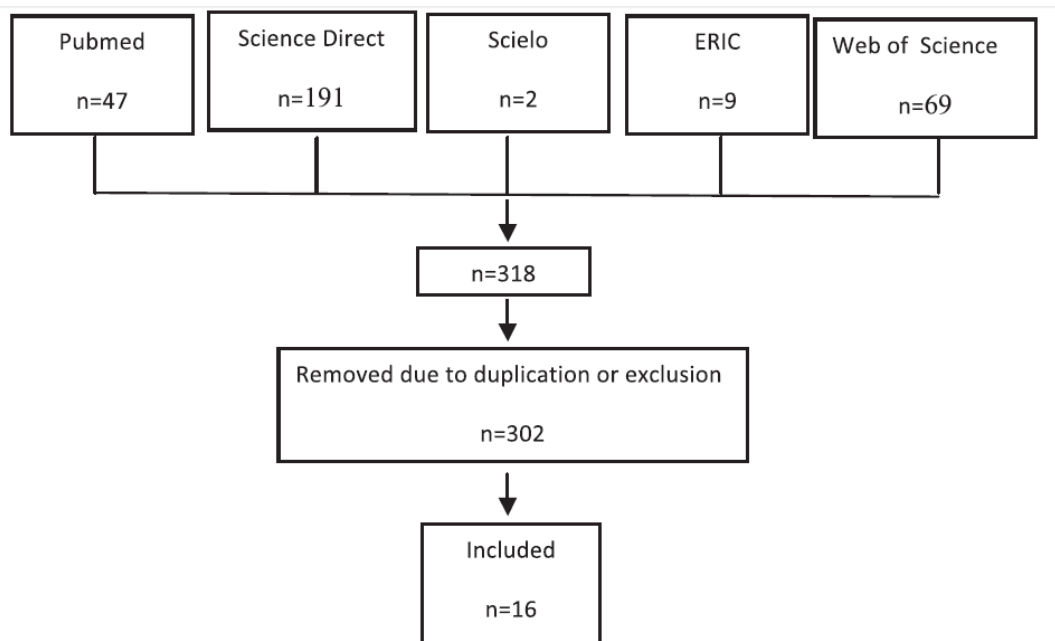 Pubmed
n=47
Science Direct
n=191
Scielo
n=2
ERIC
n=9
Web of Science
n=69
n=318
Removed due to duplication or exclusion
n=302
Included
n=16